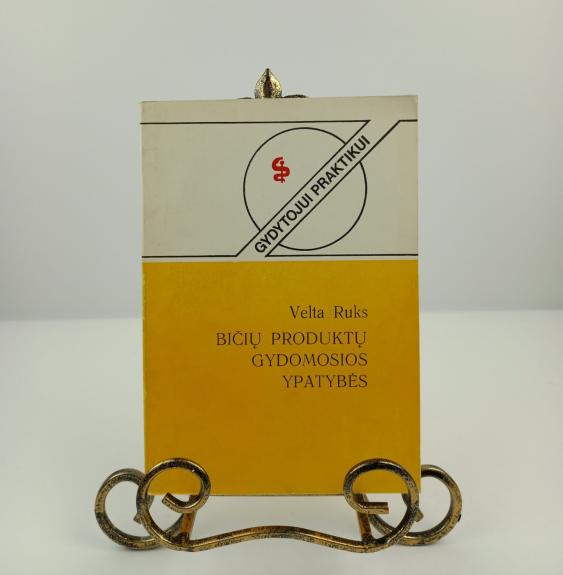 GYDYTOJUI PRAKTIKUI
Velta Ruks
BIČIŲ PRODUKTŲ
GYDOMOSIOS
YPATYBĖS